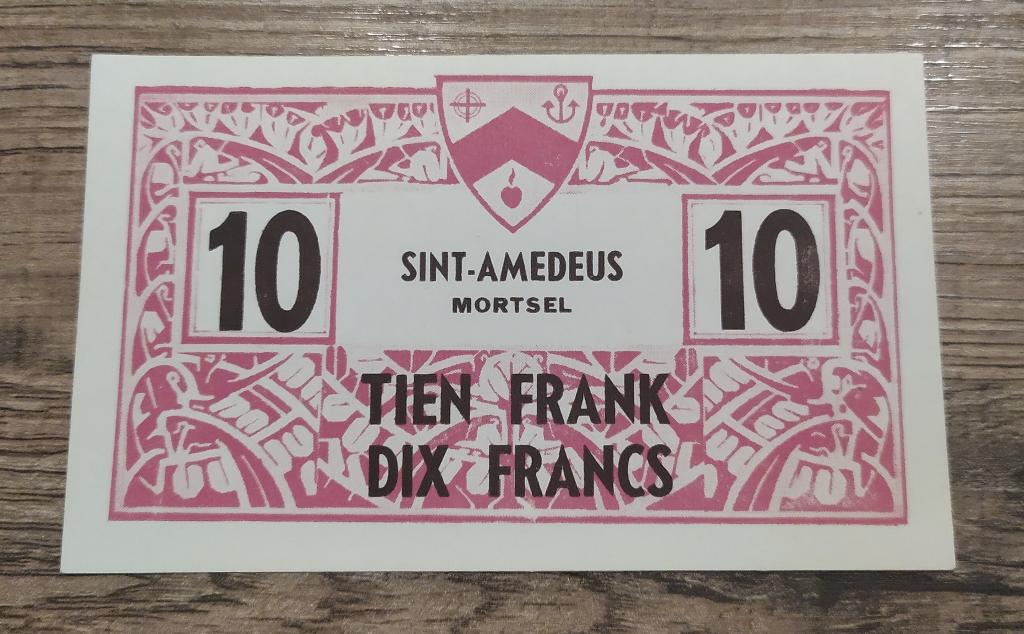 10
10
SINT-AMEDEUS
MORTSEL
TIEN FRANK
DIX FRANCS